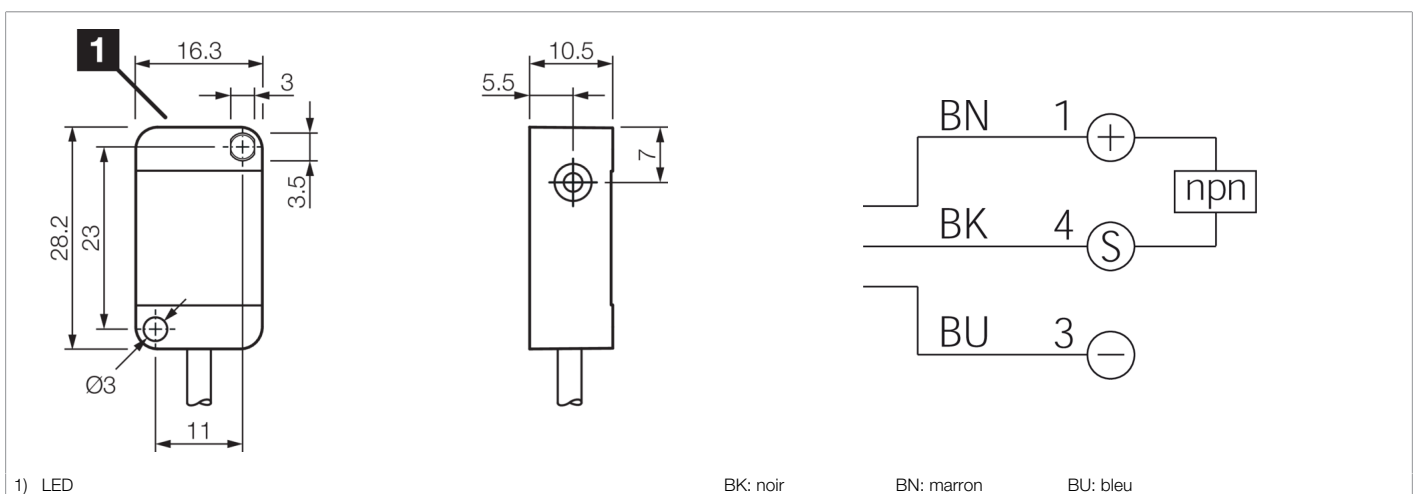 1
16.3
3
3.5
28.2
23
Ø3
11
10.5
5.5
7
BN 1 +
npn
BK 4 S
BU 3 −
1) LED
BK: noir BN: marron BU: bleu